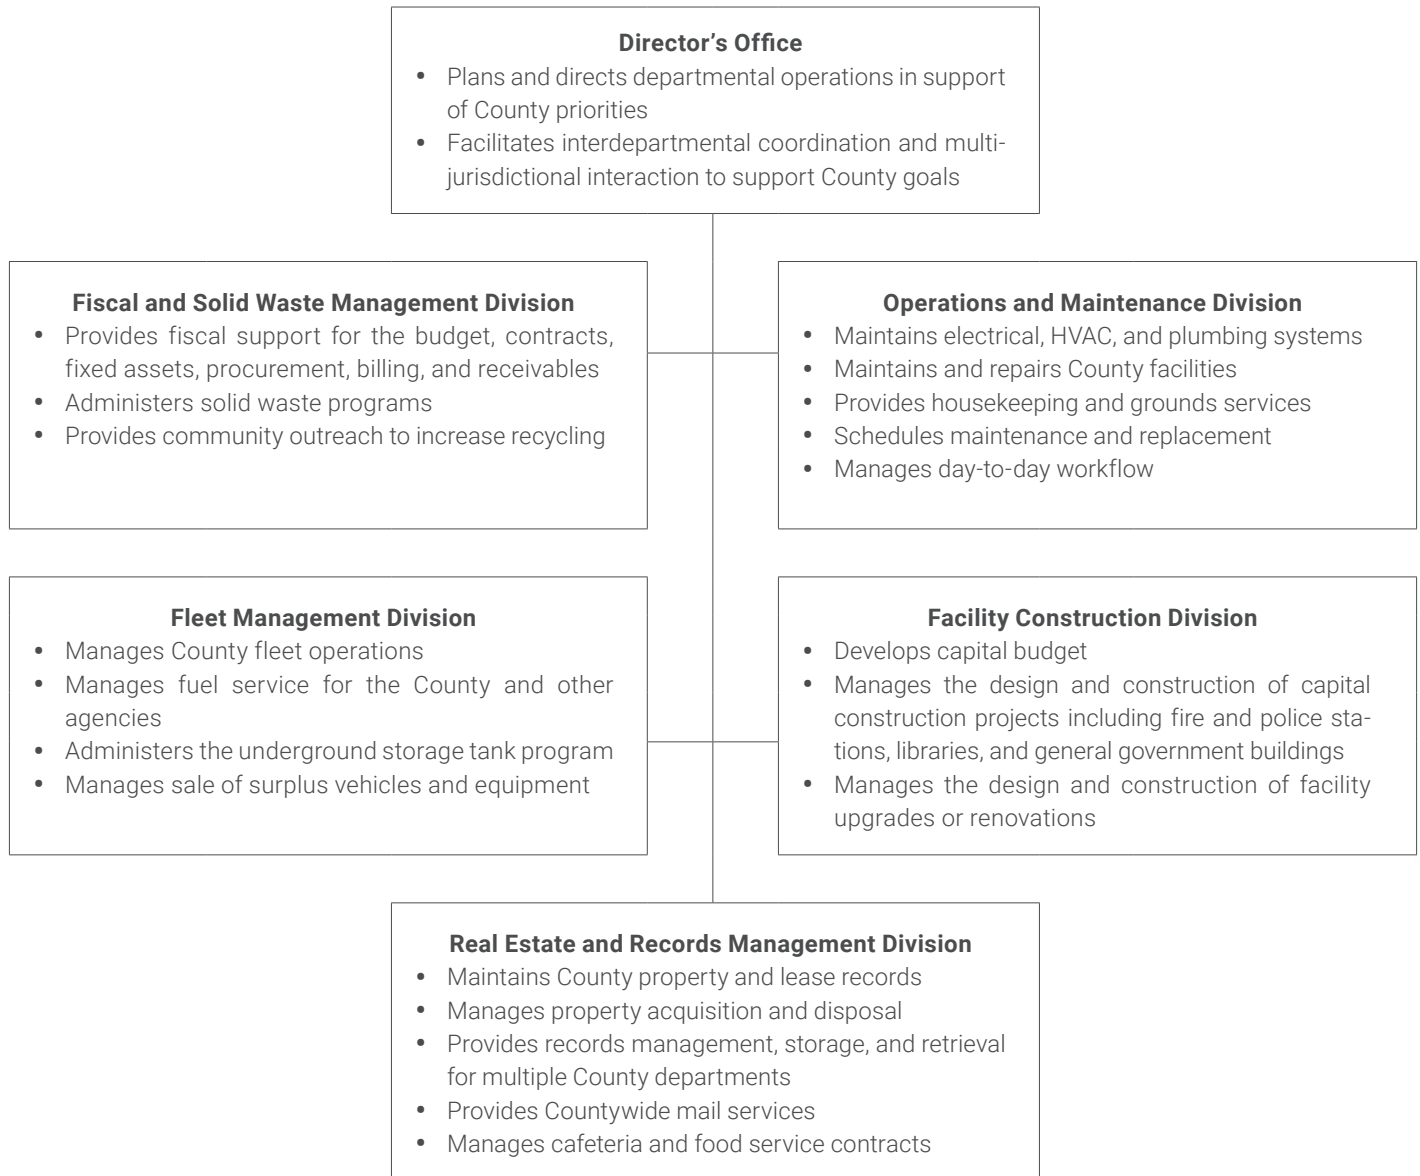 Director’s Office
• Plans and directs departmental operations in support
of County priorities
• Facilitates interdepartmental coordination and multi-
jurisdictional interaction to support County goals
Fiscal and Solid Waste Management Division
• Provides fiscal support for the budget, contracts,
fixed assets, procurement, billing, and receivables
• Administers solid waste programs
• Provides community outreach to increase recycling
Operations and Maintenance Division
• Maintains electrical, HVAC, and plumbing systems
• Maintains and repairs County facilities
• Provides housekeeping and grounds services
• Schedules maintenance and replacement
• Manages day-to-day workflow
Fleet Management Division
• Manages County fleet operations
• Manages fuel service for the County and other
agencies
• Administers the underground storage tank program
• Manages sale of surplus vehicles and equipment
Facility Construction Division
• Develops capital budget
• Manages the design and construction of capital
construction projects including fire and police sta-
tions, libraries, and general government buildings
• Manages the design and construction of facility
upgrades or renovations
Real Estate and Records Management Division
• Maintains County property and lease records
• Manages property acquisition and disposal
• Provides records management, storage, and retrieval
for multiple County departments
• Provides Countywide mail services
• Manages cafeteria and food service contracts